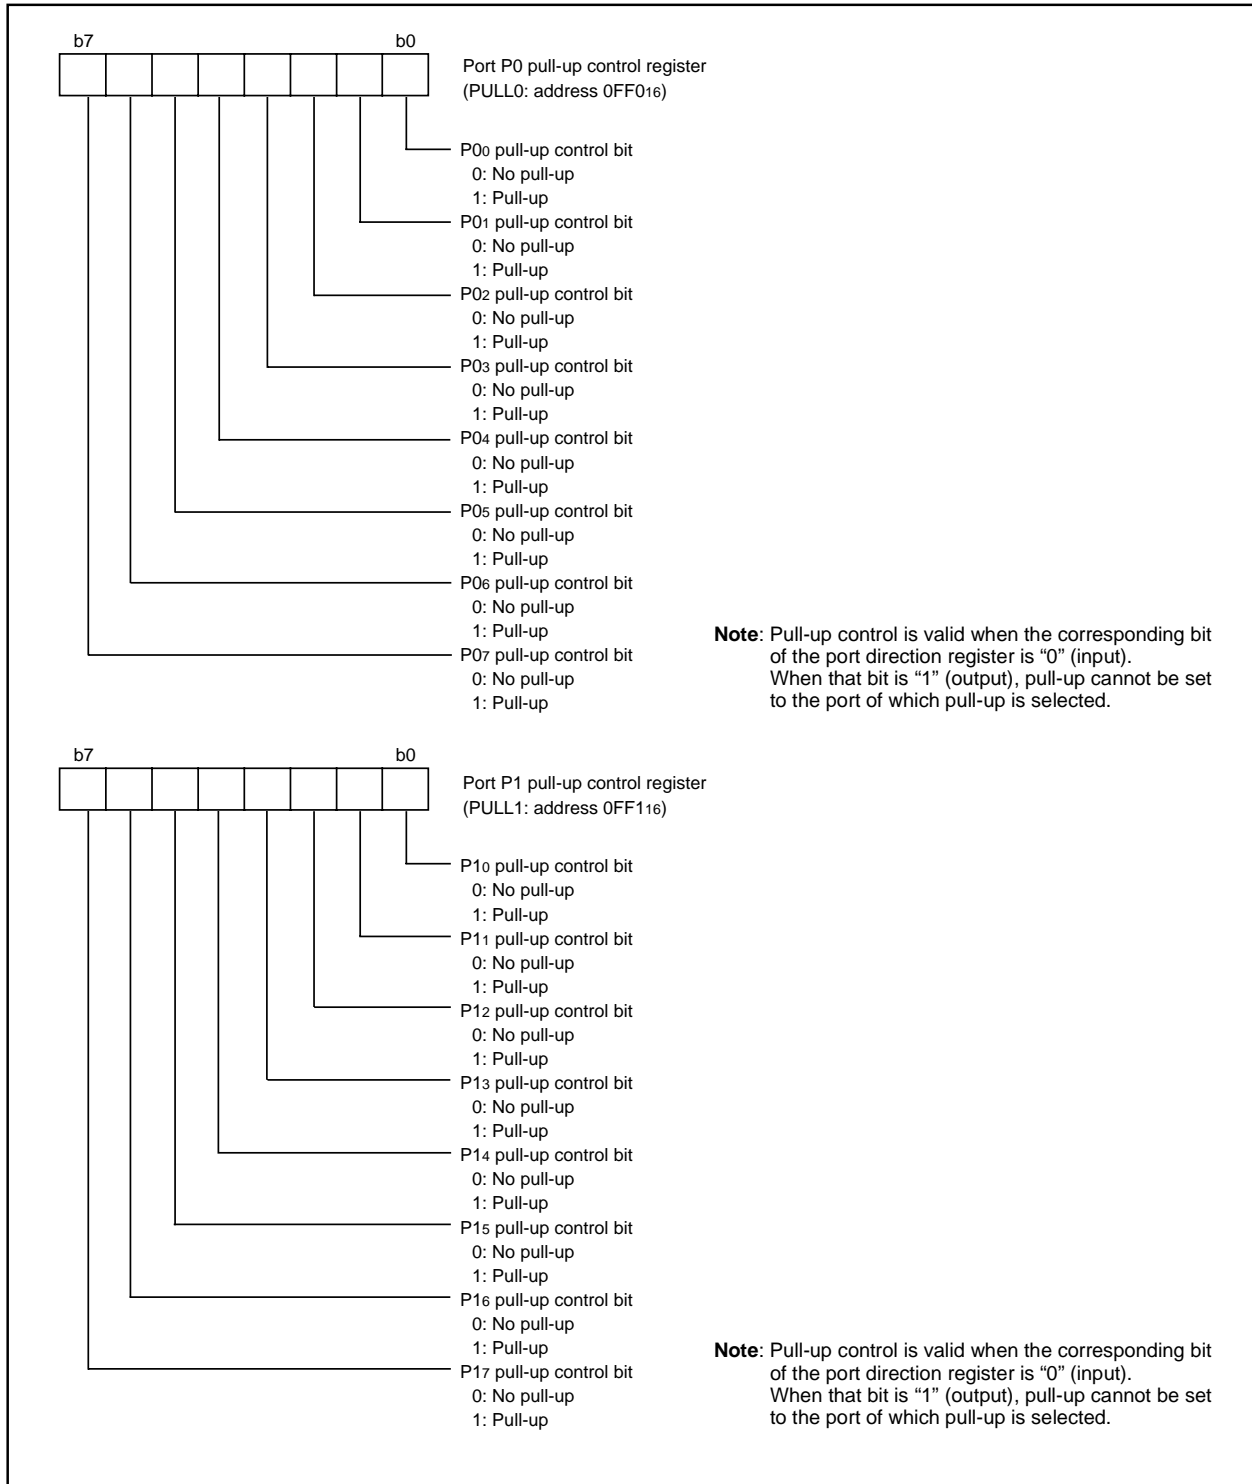 b7 b0
Port P0 pull-up control register
(PULL0: address 0FF016)
P00 pull-up control bit
0: No pull-up
1: Pull-up
P01 pull-up control bit
0: No pull-up
1: Pull-up
P02 pull-up control bit
0: No pull-up
1: Pull-up
P03 pull-up control bit
0: No pull-up
1: Pull-up
P04 pull-up control bit
0: No pull-up
1: Pull-up
P05 pull-up control bit
0: No pull-up
1: Pull-up
P06 pull-up control bit
0: No pull-up
1: Pull-up
P07 pull-up control bit
0: No pull-up
1: Pull-up
Note: Pull-up control is valid when the corresponding bit
of the port direction register is “0” (input).
When that bit is “1” (output), pull-up cannot be set
to the port of which pull-up is selected.
b7 b0
Port P1 pull-up control register
(PULL1: address 0FF116)
P10 pull-up control bit
0: No pull-up
1: Pull-up
P11 pull-up control bit
0: No pull-up
1: Pull-up
P12 pull-up control bit
0: No pull-up
1: Pull-up
P13 pull-up control bit
0: No pull-up
1: Pull-up
P14 pull-up control bit
0: No pull-up
1: Pull-up
P15 pull-up control bit
0: No pull-up
1: Pull-up
P16 pull-up control bit
0: No pull-up
1: Pull-up
P17 pull-up control bit
0: No pull-up
1: Pull-up
Note: Pull-up control is valid when the corresponding bit
of the port direction register is “0” (input).
When that bit is “1” (output), pull-up cannot be set
to the port of which pull-up is selected.